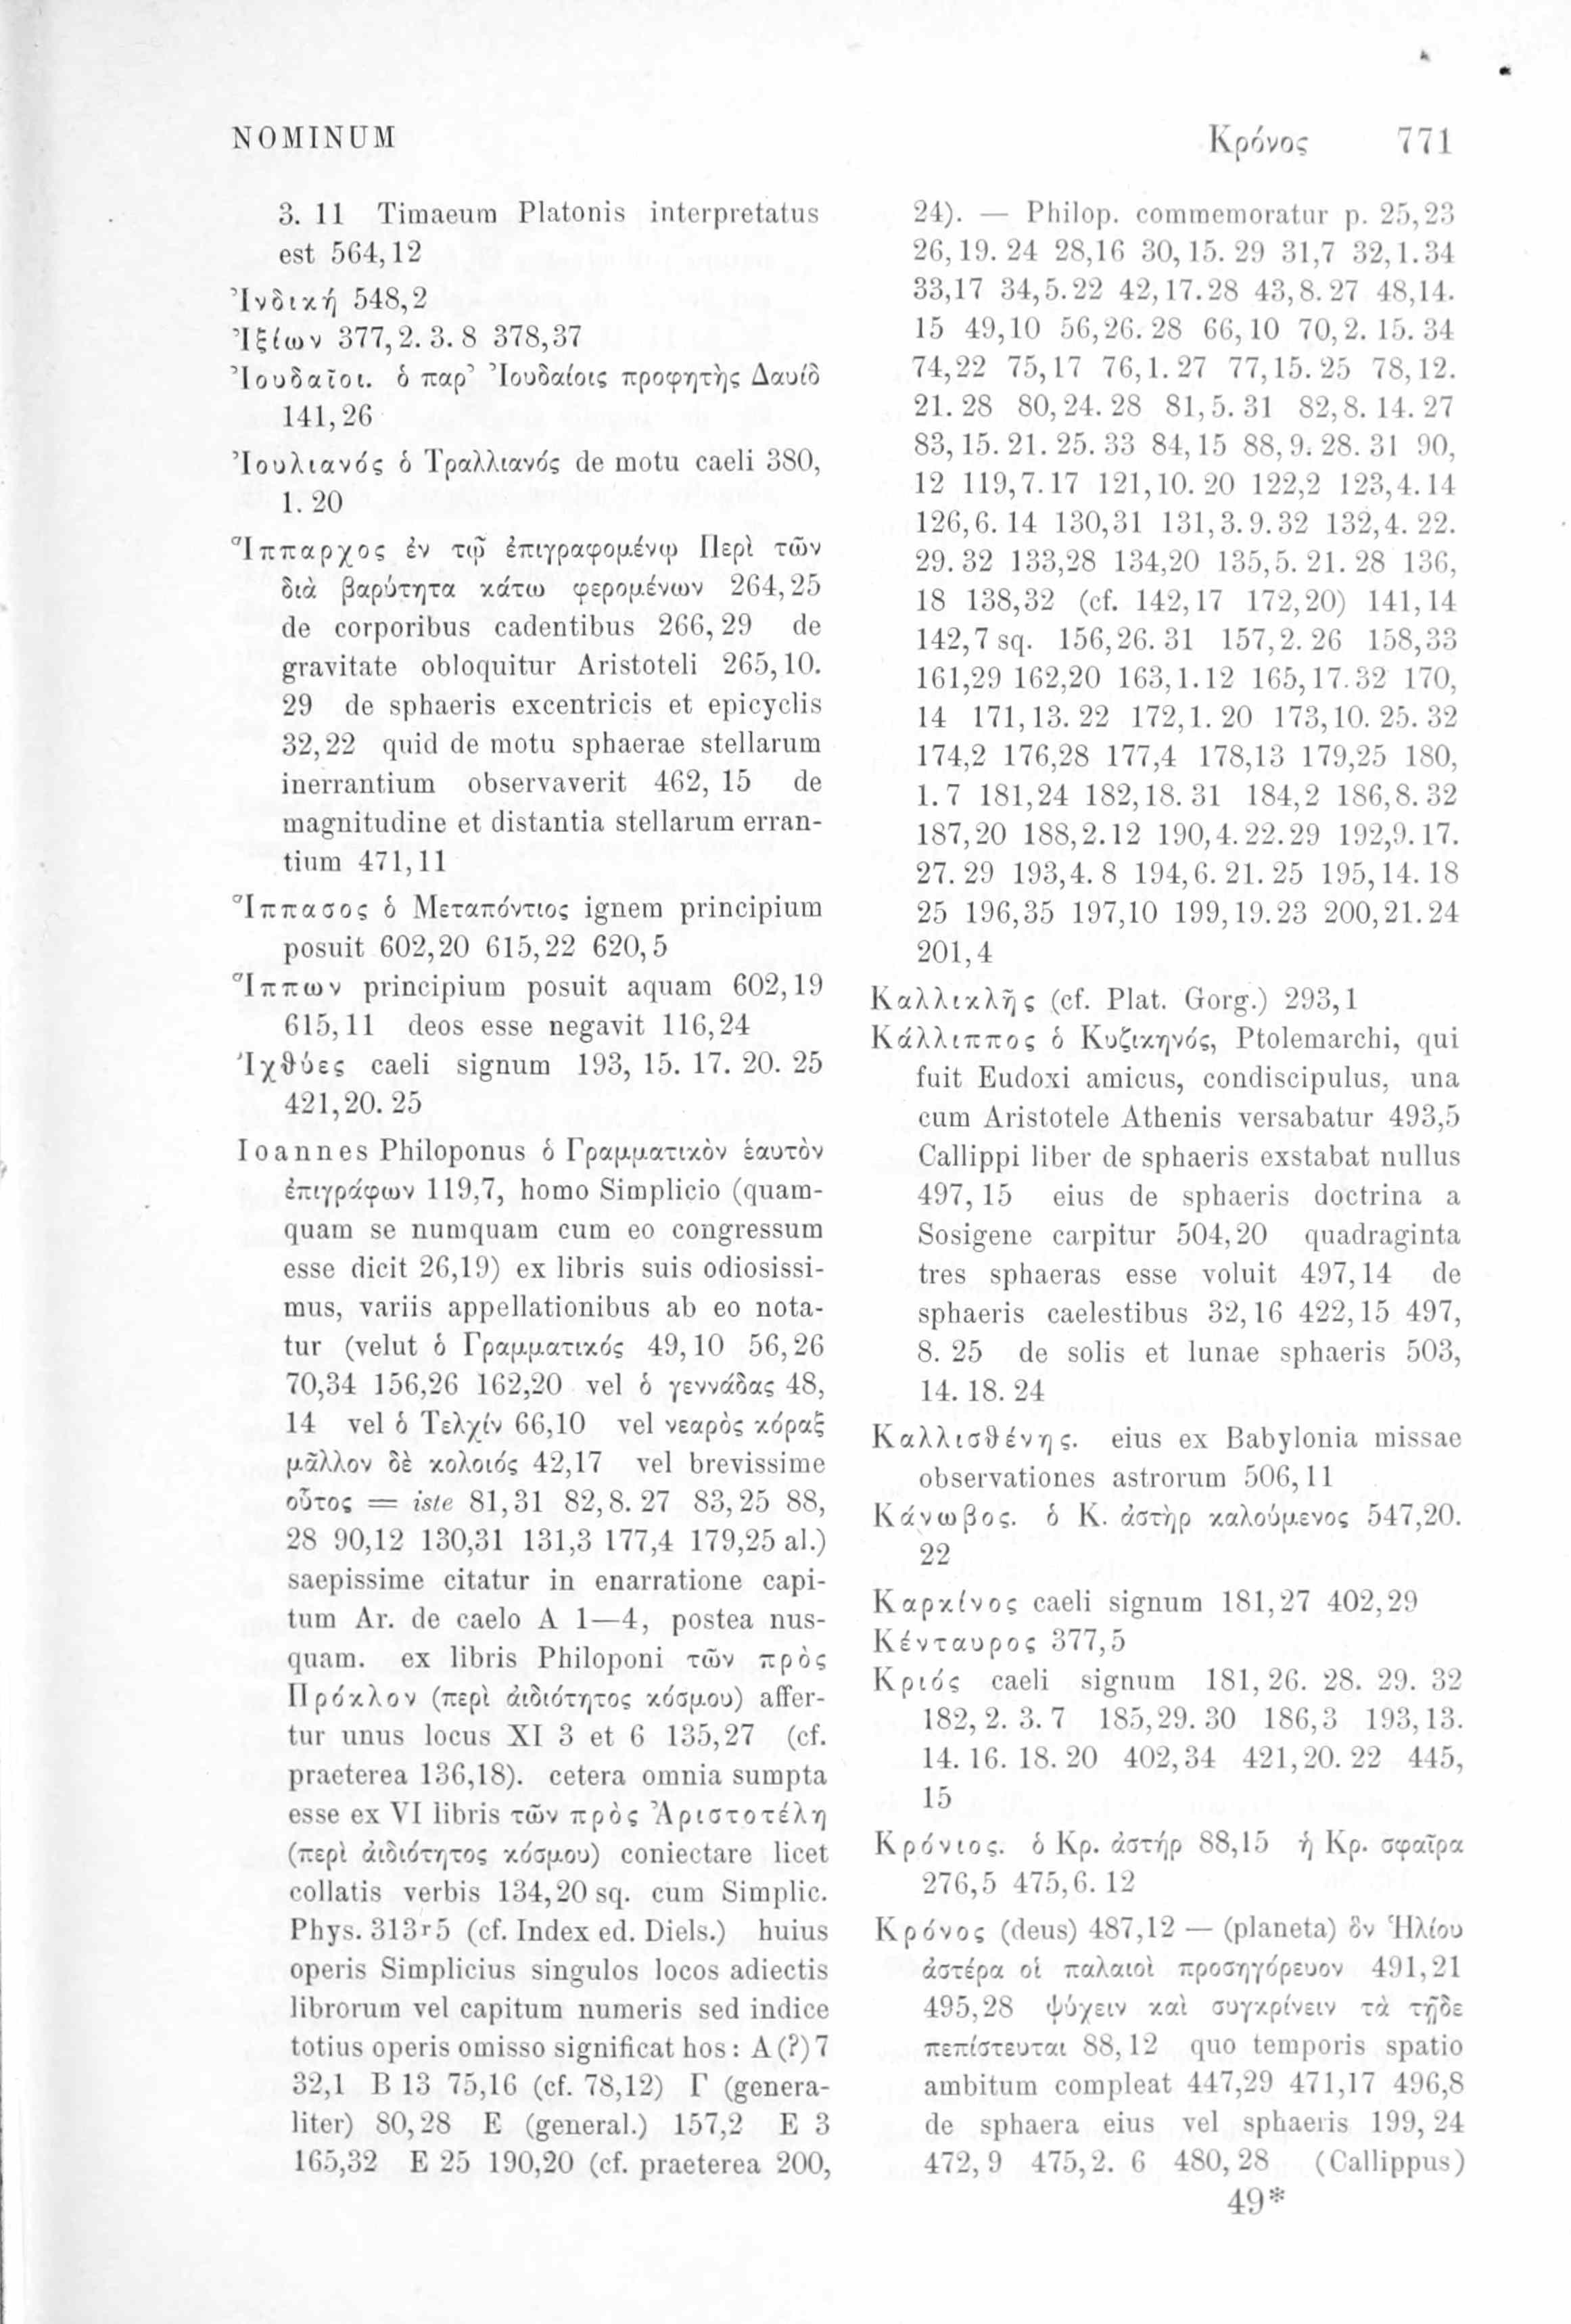 NOMINUM
Κρόνος 771
3. 11 Timaeum Platonis interpretatus
est 564,12
Ἰνδική 548,2
Ἰξίων 377,2. 3. 8 378,37
Ἰουδαῖοι. ὁ παρ' Ἰουδαίοις προφητὴς Δαυίδ
141,26
Ἰουλιανός ὁ Τραλλιανός de motu caeli 380,
1. 20
Ἵππαρχος ἐν τῷ ἐπιγραφομένῳ Περὶ τῶν
διὰ βαρύτητα κάτω φερομένων 264,25
de corporibus cadentibus 266,29 de
gravitate obloquitur Aristoteli 265,10.
29 de sphaeris excentricis et epicyclis
32,22 quid de motu sphaerae stellarum
inerrantium observaverit 462, 15 de
magnitudine et distantia stellarum erran-
tium 471,11
Ἵππασος ὁ Μεταπόντιος ignem principium
posuit 602,20 615,22 620,5
Ἵππων principium posuit aquam 602,19
615,11 deos esse negavit 116,24
Ἰχθύες caeli signum 193, 15. 17. 20. 25
421,20. 25
Ioannes Philoponus ὁ Γραμματικὸν ἑαυτὸν
ἐπιγράφων 119,7, homo Simplicio (quam-
quam se numquam cum eo congressum
esse dicit 26,19) ex libris suis odiosissi-
mus, variis appellationibus ab eo nota-
tur (velut ὁ Γραμματικός 49,10 56,26
70,34 156,26 162,20 vel ὁ γεννάδας 48,
14 vel ὁ Τελχίν 66,10 vel νεαρὸς κόραξ
μᾶλλον δὲ κολοιός 42,17 vel brevissime
οὗτος = iste 81,31 82,8. 27 83,25 88,
28 90,12 130,31 131,3 177,4 179,25 al.)
saepissime citatur in enarratione capi-
tum Ar. de caelo A 1—4, postea nus-
quam. ex libris Philoponi τῶν πρὸς
Πρόκλον (περὶ ἀιδιότητος κόσμου) affer-
tur unus locus XI 3 et 6 135,27 (cf.
praeterea 136,18). cetera omnia sumpta
esse ex VI libris τῶν πρὸς Ἀριστοτέλη
(περὶ ἀιδιότητος κόσμου) coniectare licet
collatis verbis 134,20 sq. cum Simplic.
Phys. 313r5 (cf. Index ed. Diels.) huius
operis Simplicius singulos locos adiectis
librorum vel capitum numeris sed indice
totius operis omisso significat hos: A (?) 7
32,1 B 13 75,16 (cf. 78,12) Γ (genera-
liter) 80,28 E (general.) 157,2 E 3
165,32 E 25 190,20 (cf. praeterea 200,
24). — Philop. commemoratur p. 25,23
26,19. 24 28,16 30,15. 29 31,7 32,1.34
33,17 34,5.22 42,17.28 43,8. 27 48,14.
15 49,10 56,26. 28 66,10 70,2. 15. 34
74,22 75,17 76,1. 27 77,15. 25 78,12.
21. 28 80,24. 28 81,5. 31 82,8. 14. 27
83,15. 21. 25. 33 84,15 88,9. 28. 31 90,
12 119,7.17 121,10. 20 122,2 123,4.14
126,6. 14 130,31 131,3.9.32 132,4. 22.
29. 32 133,28 134,20 135,5. 21. 28 136,
18 138,32 (cf. 142,17 172,20) 141,14
142,7 sq. 156,26. 31 157,2. 26 158,33
161,29 162,20 163,1.12 165,17.32 170,
14 171,13. 22 172,1. 20 173,10. 25. 32
174,2 176,28 177,4 178,13 179,25 180,
1. 7 181,24 182,18. 31 184,2 186,8. 32
187,20 188,2.12 190,4.22.29 192,9.17.
27. 29 193,4. 8 194,6. 21. 25 195,14. 18
25 196,35 197,10 199,19.23 200,21.24
201,4
Καλλικλῆς (cf. Plat. Gorg.) 293,1
Κάλλιππος ὁ Κυζικηνός, Ptolemarchi, qui
fuit Eudoxi amicus, condiscipulus, una
cum Aristotele Athenis versabatur 493,5
Callippi liber de sphaeris exstabat nullus
497, 15 eius de sphaeris doctrina a
Sosigene carpitur 504,20 quadraginta
tres sphaeras esse voluit 497,14 de
sphaeris caelestibus 32,16 422,15 497,
8. 25 de solis et lunae sphaeris 503,
14. 18. 24
Καλλισθένης. eius ex Babylonia missae
observationes astrorum 506,11
Κάνωβος. ὁ Κ. ἀστὴρ καλούμενος 547,20.
22
Καρκίνος caeli signum 181,27 402,29
Κένταυρος 377,5
Κριός caeli signum 181, 26. 28. 29. 32
182, 2. 3. 7 185,29. 30 186,3 193,13.
14. 16. 18. 20 402,34 421,20. 22 445,
15
Κρόνιος. ὁ Κρ. ἀστήρ 88,15 ἡ Κρ. σφαῖρα
276,5 475,6. 12
Κρόνος (deus) 487,12 — (planeta) ὃν Ἡλίου
ἀστέρα οἱ παλαιοὶ προσηγόρευον 491,21
495,28 ψύχειν καὶ συγκρίνειν τὰ τῇδε
πεπίστευται 88,12 quo temporis spatio
ambitum compleat 447,29 471,17 496,8
de sphaera eius vel sphaeris 199, 24
472, 9 475,2. 6 480, 28 (Callippus)
49*